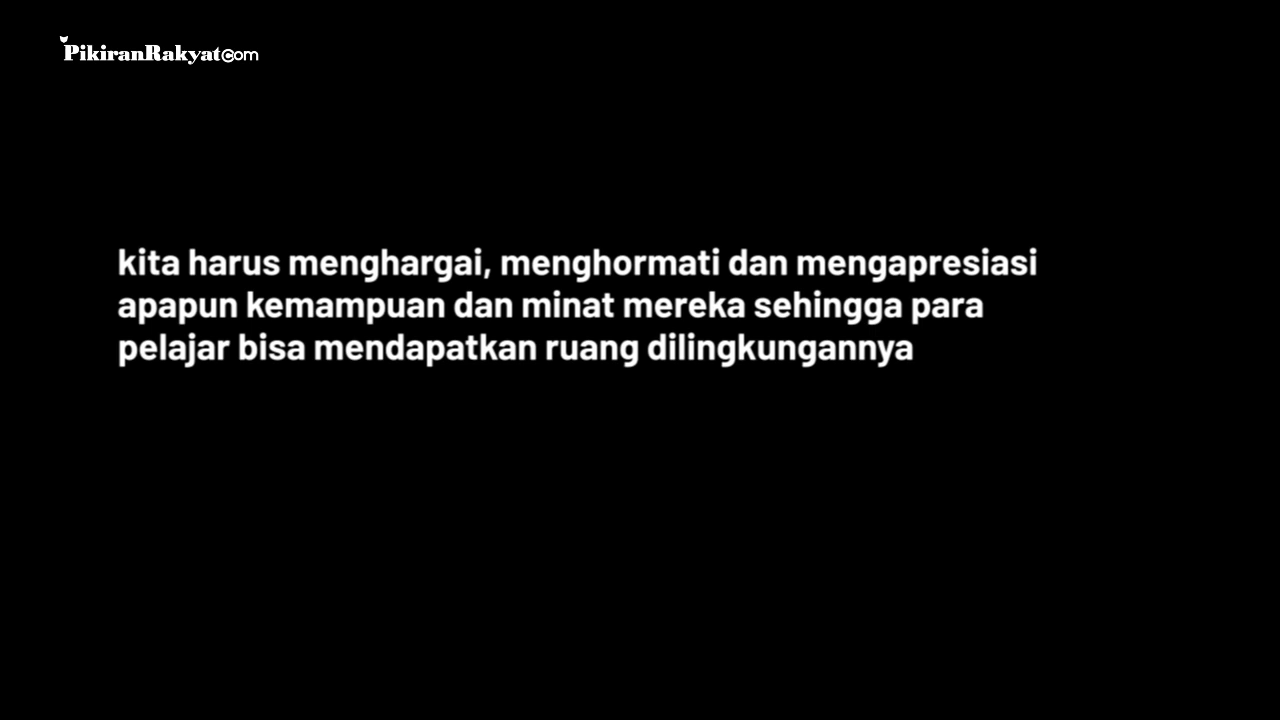 PikiranRakyat.com
kita harus menghargai, menghormati dan mengapresiasi
apapun kemampuan dan minat mereka sehingga para
pelajar bisa mendapatkan ruang dilingkungannya